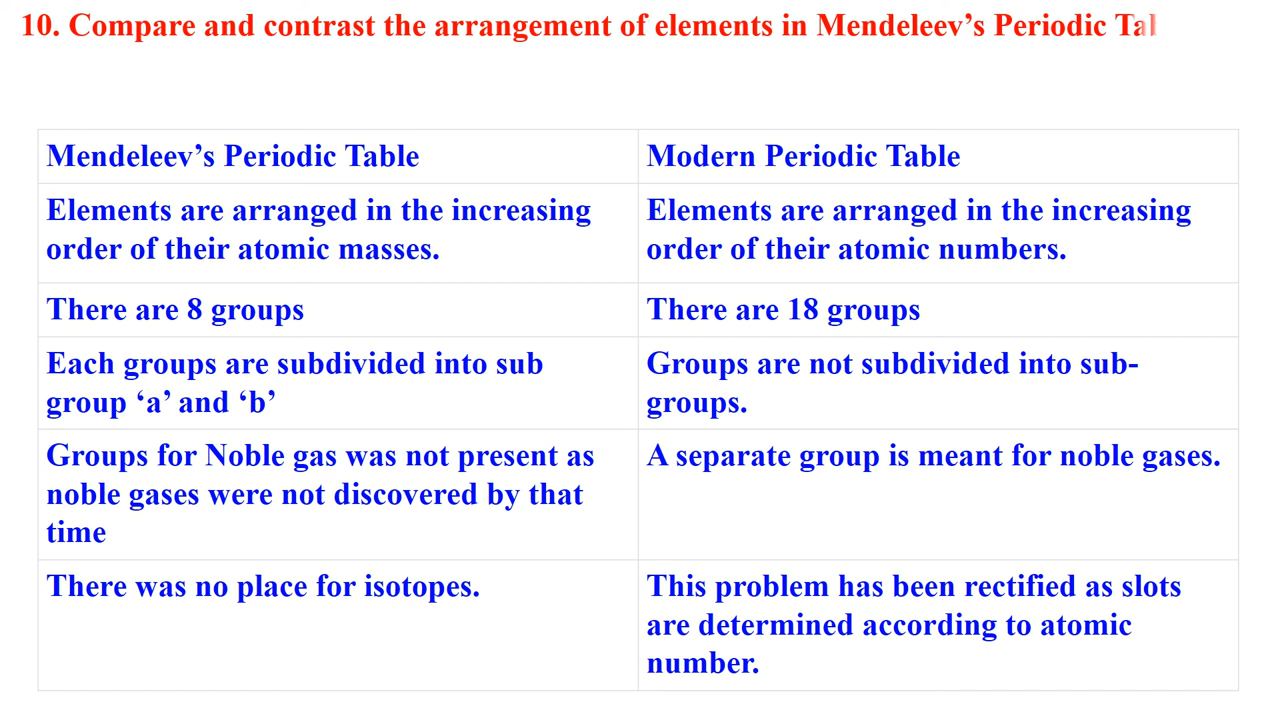 10. Compare and contrast the arrangement of elements in Mendeleev’s Periodic
Mendeleev’s Periodic Table
Modern Periodic Table
Elements are arranged in the increasing
order of their atomic masses.
Elements are arranged in the increasing
order of their atomic numbers.
There are 8 groups
There are 18 groups
Each groups are subdivided into sub
group ‘a’ and ‘b’
Groups are not subdivided into sub-
groups.
Groups for Noble gas was not present as
noble gases were not discovered by that
time
A separate group is meant for noble gases.
There was no place for isotopes.
This problem has been rectified as slots
are determined according to atomic
number.